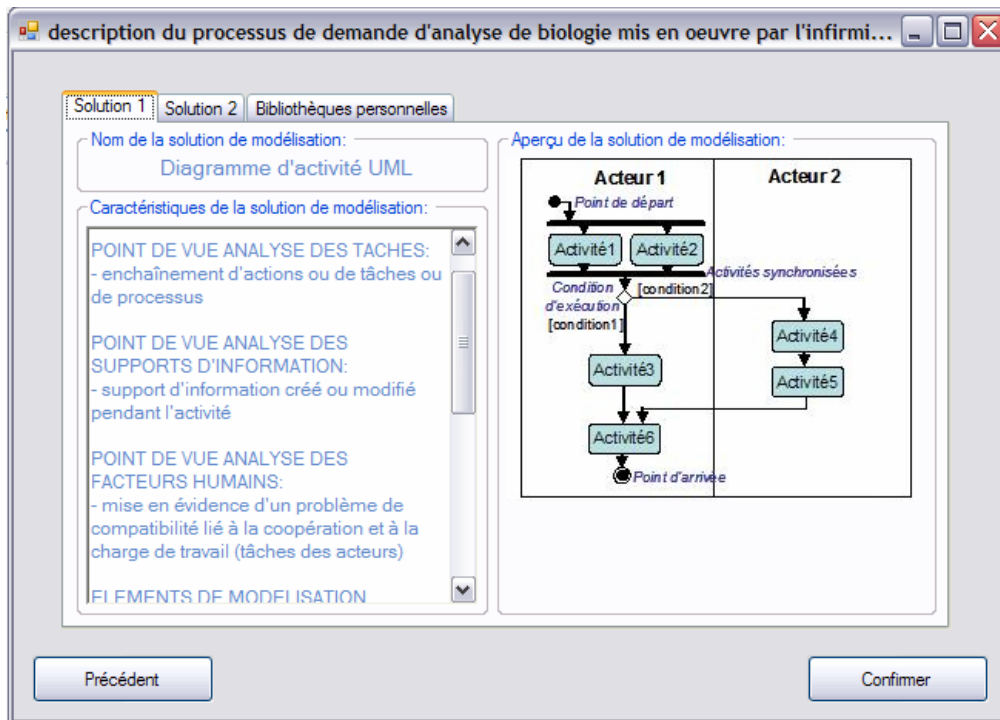 description du processus de demande d'analyse de biologie mis en oeuvre par l'infirmi...
Solution 1
Solution 2
Bibliothèques personnelles
Nom de la solution de modélisation:
Diagramme d'activité UML
Caractéristiques de la solution de modélisation:
POINT DE VUE ANALYSE DES TACHES:
- enchaînement d'actions ou de tâches ou
de processus
POINT DE VUE ANALYSE DES
SUPPORTS D'INFORMATION:
- support d'information créé ou modifié
pendant l'activité
POINT DE VUE ANALYSE DES
FACTEURS HUMAINS:
- mise en évidence d'un problème de
compatibilité lié à la coopération et à la
charge de travail (tâches des acteurs)
ELEMENTS DE MODELISATION
Aperçu de la solution de modélisation:
Acteur 1
Acteur 2
Point de départ
Activité1
Activité2
Activités synchronisées
Condition
d'exécution
[condition2]
[condition1]
Activité4
Activité3
Activité5
Activité6
Point d'arrivée
Précédent
Confirmer